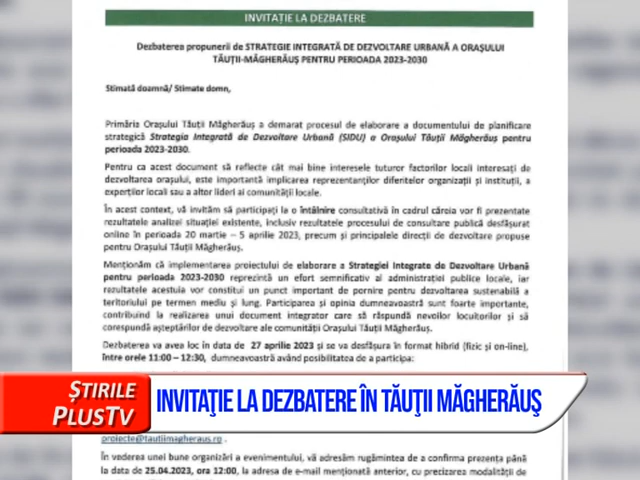 INVITAȚIE LA DEZBATERE
Dezbaterea propunerii de STRATEGIE INTEGRATĂ DE DEZVOLTARE URBANĂ A ORAȘULUI
TĂUȚII-MĂGHERĂUȘ PENTRU PERIOADA 2023-2030
Stimată doamnă/ Stimate domn,
Primăria Orașului Tăuții Măgherăuș a demarat procesul de elaborare a documentului de planificare
strategică Strategia Integrată de Dezvoltare Urbană (SIDU) a Orașului Tăuții Măgherăuș pentru
perioada 2023-2030.
Pentru ca acest document să reflecte cât mai bine interesele tuturor factorilor locali interesați de
dezvoltarea orașului, este importantă implicarea reprezentanților difentelor organizații și instituții, a
experților locali sau a altor lideri ai comunității locale.
În acest context, vă invităm să participați la o întâlnire consultativă în cadrul căreia vor fi prezentate
rezultatele analizei situației existente, inclusiv rezultatele procesului de consultare publică desfășurat
online în perioada 20 martie – 5 aprilie 2023, precum și principalele direcții de dezvoltare propuse
pentru Orașului Tăuții Măgherăuș.
Menționăm că implementarea proiectului de elaborare a Strategiei Integrate de Dezvoltare Urbană
pentru perioada 2023-2030 reprezintă un efort semnificativ al administrației publice locale, iar
rezultatele acestuia vor constitui un punct important de pornire pentru dezvoltarea sustenabilă a
teritoriului pe termen mediu și lung. Participarea și opinia dumneavoastră sunt foarte importante,
contribuind la realizarea unui document integrator care să răspundă nevoilor locuitorilor și să
corespundă așteptărilor de dezvoltare ale comunității Orașului Tăuții Măgherăuș.
Dezbaterea va avea loc în data de 27 aprilie 2023 și se va desfășura în format hibrid (fizic și on-line),
între orele 11:00 – 12:30, dumneavoastră având posibilitatea de a participa:
ȘTIRILE
PLUSTV
INVITAŢIE LA DEZBATERE ÎN TĂUŢII MĂGHERĂUŞ
proiecte@tautiimagheraus.ro .
În vederea unei bune organizări a evenimentului, vă adresăm rugămintea de a confirma prezența până
la data de 25.04.2023, ora 12:00, la adresa de e-mail menționată anterior, cu precizarea modalității de